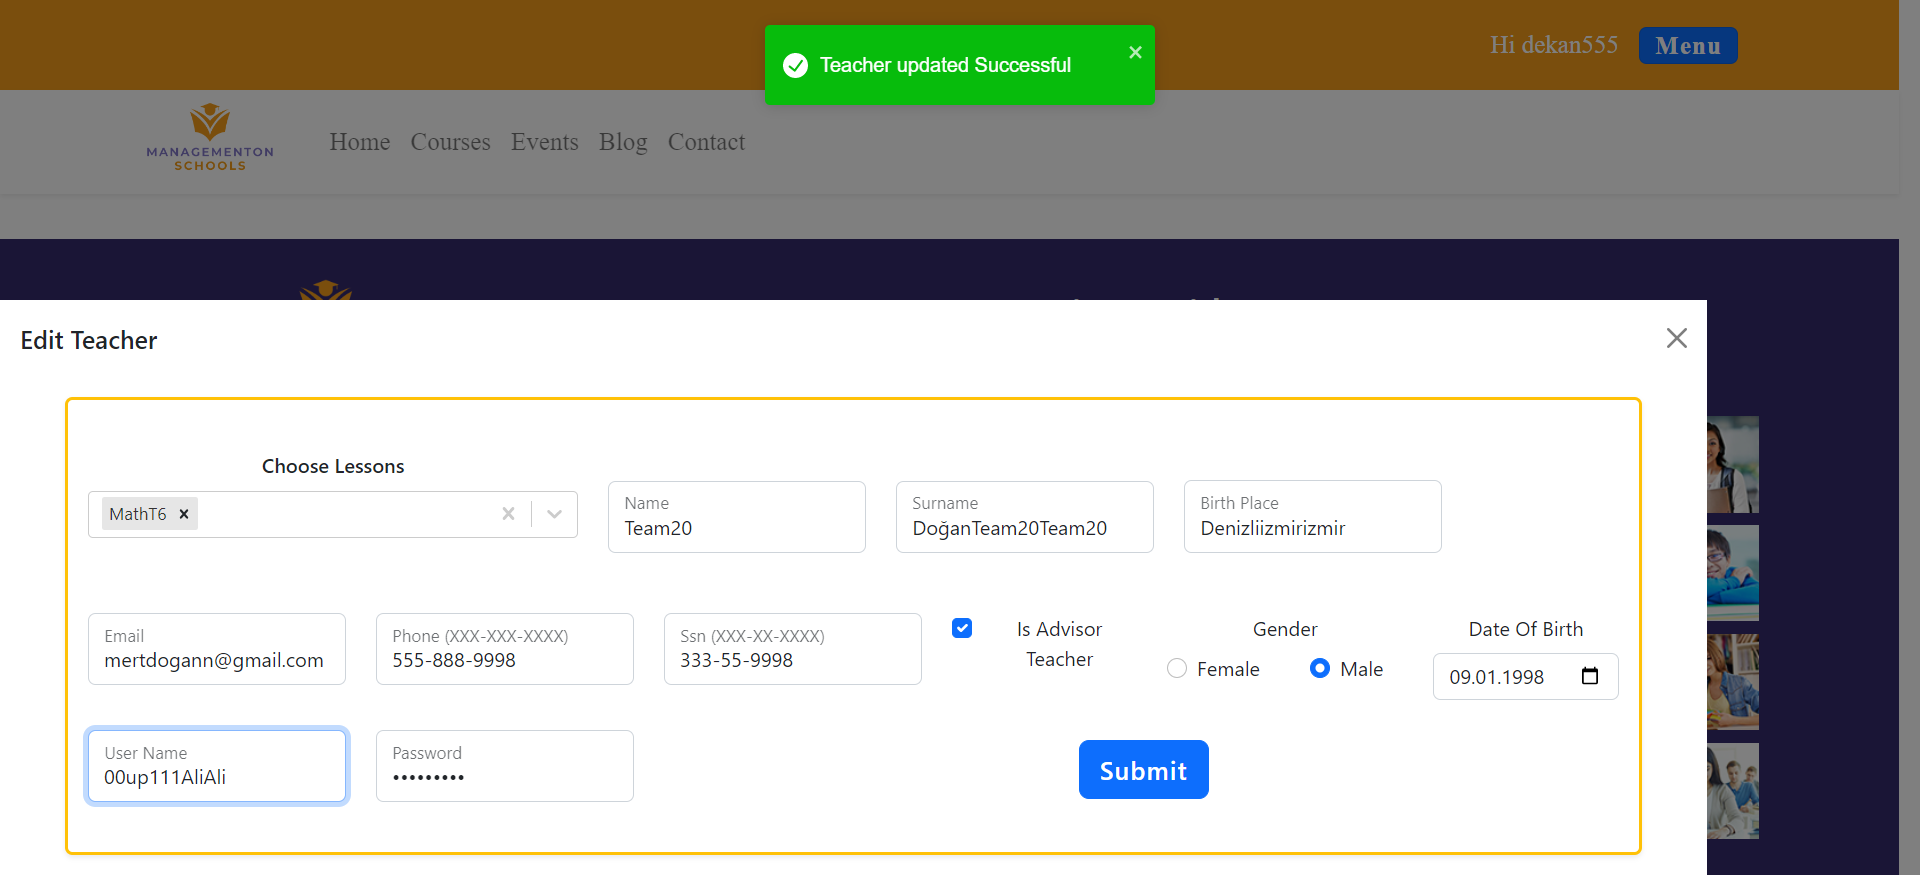 Teacher updated Successful
Hi dekan555
Menu
MANAGEMENTON
SCHOOLS
Home Courses Events Blog Contact
Edit Teacher
Choose Lessons
MathT6
Name
Team20
Surname
DoğanTeam20Team20
Birth Place
Denizliizmirizmir
Email
mertdogann@gmail.com
Phone (XXX-XXX-XXXX)
555-888-9998
Ssn (XXX-XX-XXXX)
333-55-9998
Is Advisor
Teacher
Gender
Female
Male
Date Of Birth
09.01.1998
User Name
00up111AliAli
Password
•••••••••
Submit